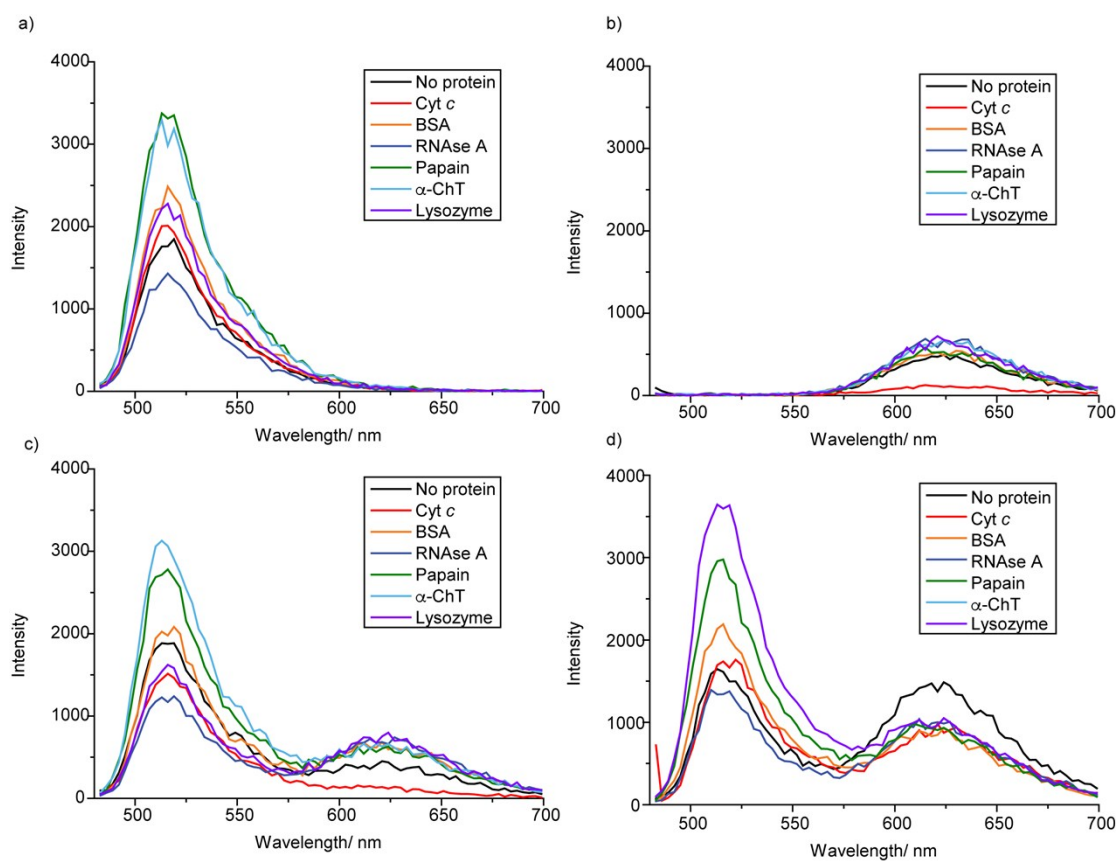 a)
4000
3000
2000
1000
0
Intensity
No protein
Cyt c
BSA
RNAse A
Papain
α-ChT
Lysozyme
500 550 600 650 700
Wavelength/ nm
b)
4000
3000
2000
1000
0
Intensity
No protein
Cyt c
BSA
RNAse A
Papain
α-ChT
Lysozyme
500 550 600 650 700
Wavelength/ nm
c)
4000
3000
2000
1000
0
Intensity
No protein
Cyt c
BSA
RNAse A
Papain
α-ChT
Lysozyme
500 550 600 650 700
Wavelength/ nm
d)
4000
3500
3000
2500
2000
1500
1000
500
0
Intensity
No protein
Cyt c
BSA
RNAse A
Papain
α-ChT
Lysozyme
500 550 600 650 700
Wavelength/ nm